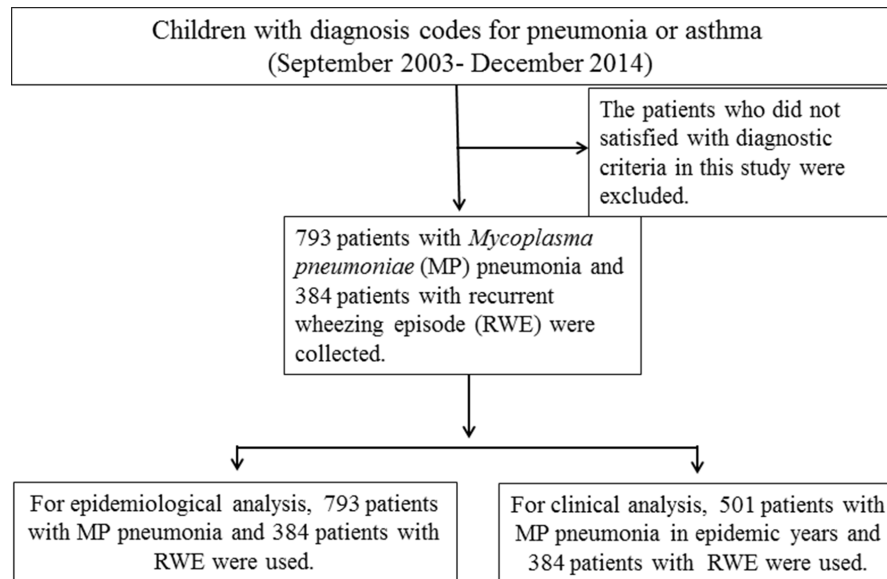 Children with diagnosis codes for pneumonia or asthma
(September 2003- December 2014)
The patients who did not
satisfied with diagnostic
criteria in this study were
excluded.
793 patients with Mycoplasma
pneumoniae (MP) pneumonia and
384 patients with recurrent
wheezing episode (RWE) were
collected.
For epidemiological analysis, 793 patients
with MP pneumonia and 384 patients with
RWE were used.
For clinical analysis, 501 patients with
MP pneumonia in epidemic years and
384 patients with RWE were used.